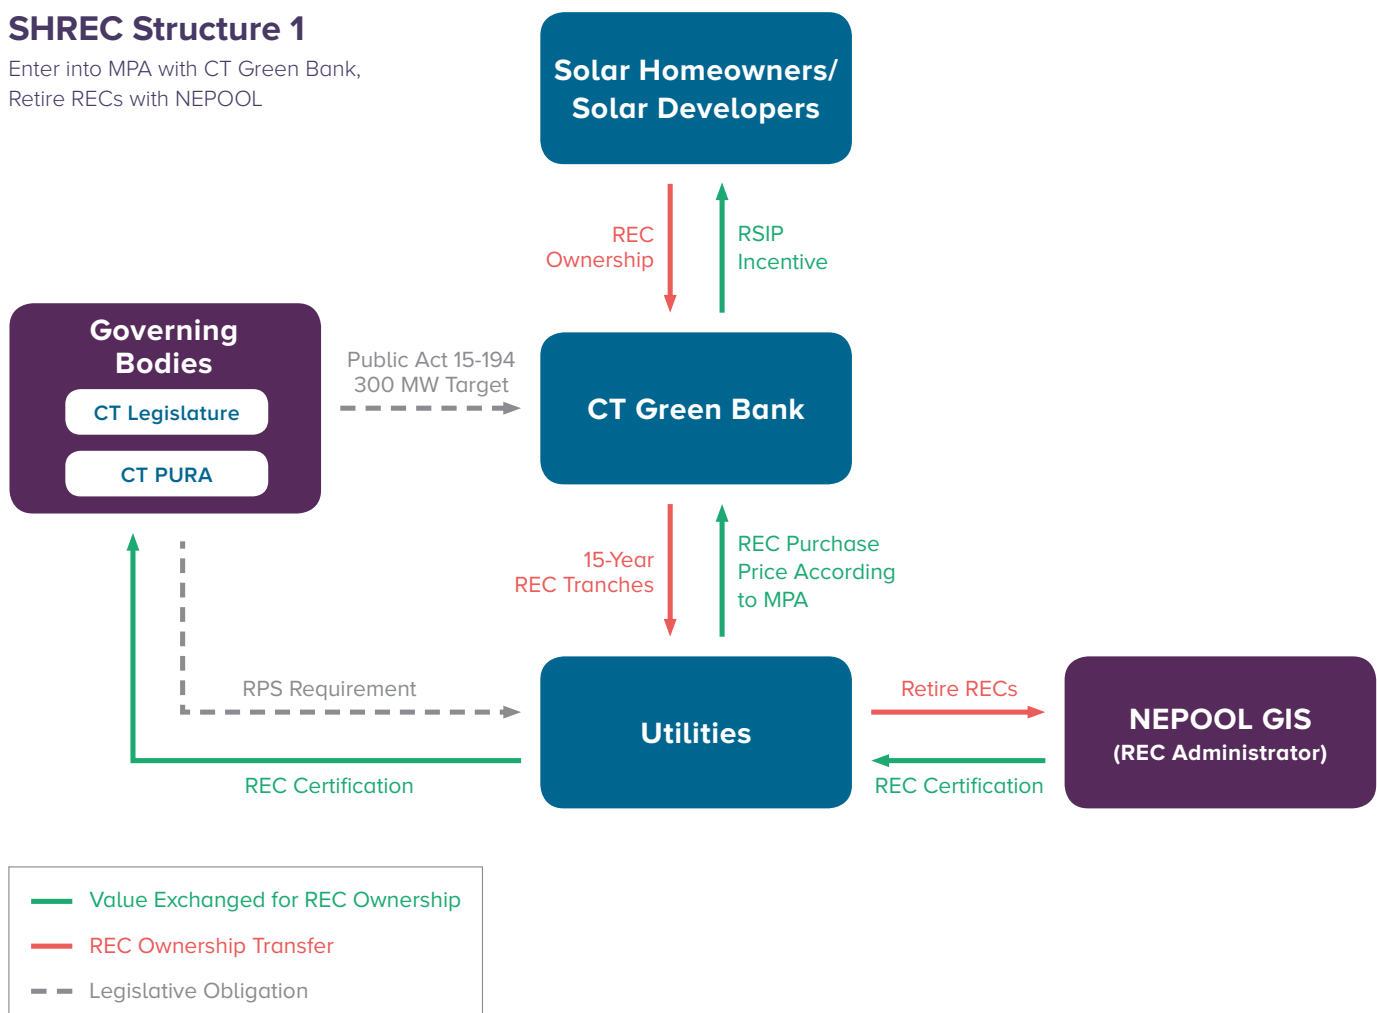 SHREC Structure 1
Enter into MPA with CT Green Bank,
Retire RECs with NEPOOL
Solar Homeowners/
Solar Developers
REC
Ownership
RSIP
Incentive
Governing
Bodies
CT Legislature
CT PURA
Public Act 15-194
300 MW Target
CT Green Bank
15-Year
REC Tranches
REC Purchase
Price According
to MPA
RPS Requirement
REC Certification
Utilities
Retire RECs
REC Certification
NEPOOL GIS
(REC Administrator)
Value Exchanged for REC Ownership
REC Ownership Transfer
Legislative Obligation